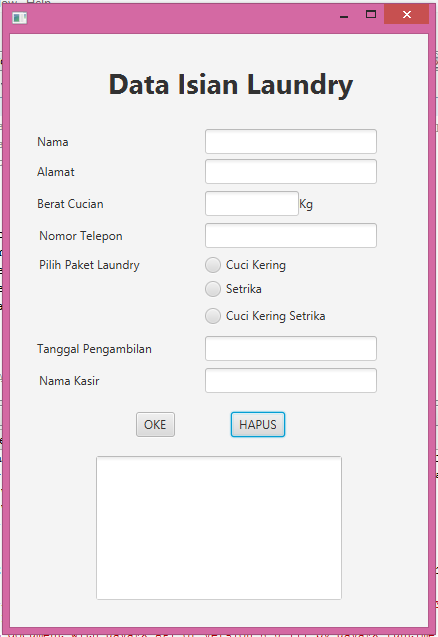 Data Isian Laundry
Nama
Alamat
Berat Cucian Kg
Nomor Telepon
Pilih Paket Laundry Cuci Kering
Setrika
Cuci Kering Setrika
Tanggal Pengambilan
Nama Kasir
OKE HAPUS